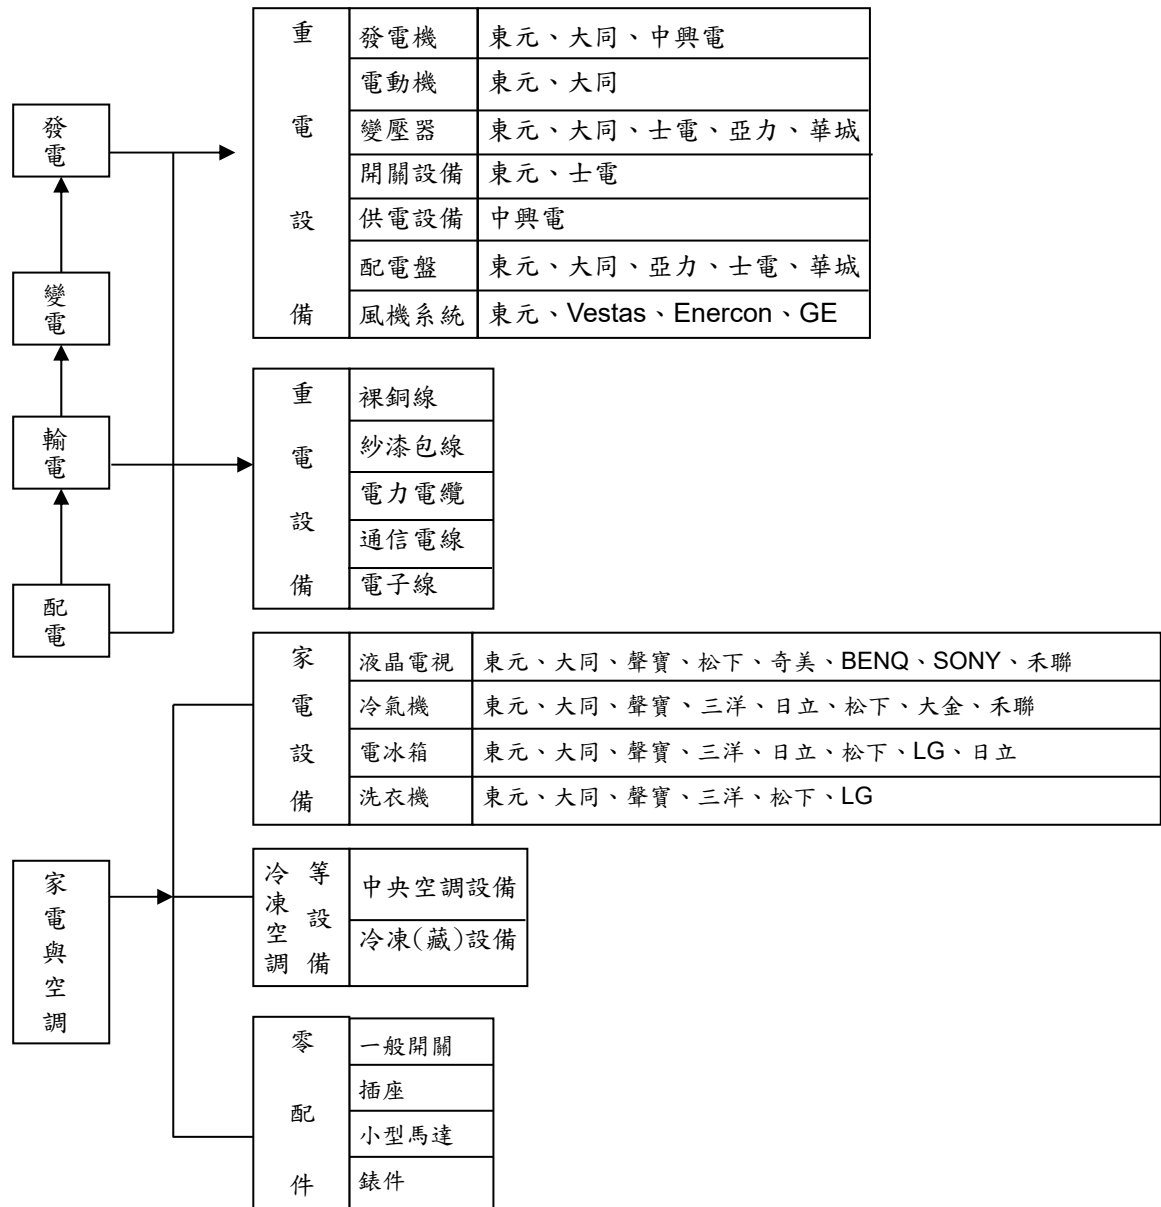 發電
變電
輸電
配電
重電設備
發電機 東元、大同、中興電
電動機 東元、大同
變壓器 東元、大同、士電、亞力、華城
開關設備 東元、士電
供電設備 中興電
配電盤 東元、大同、亞力、士電、華城
風機系統 東元、Vestas、Enercon、GE
重電設備
裸銅線
紗漆包線
電力電纜
通信電線
電子線
家電與空調
家電設備
液晶電視 東元、大同、聲寶、松下、奇美、BENQ、SONY、禾聯
冷氣機 東元、大同、聲寶、三洋、日立、松下、大金、禾聯
電冰箱 東元、大同、聲寶、三洋、日立、松下、LG、日立
洗衣機 東元、大同、聲寶、三洋、松下、LG
冷凍空調等設備
中央空調設備
冷凍(藏)設備
零配件
一般開關
插座
小型馬達
錶件